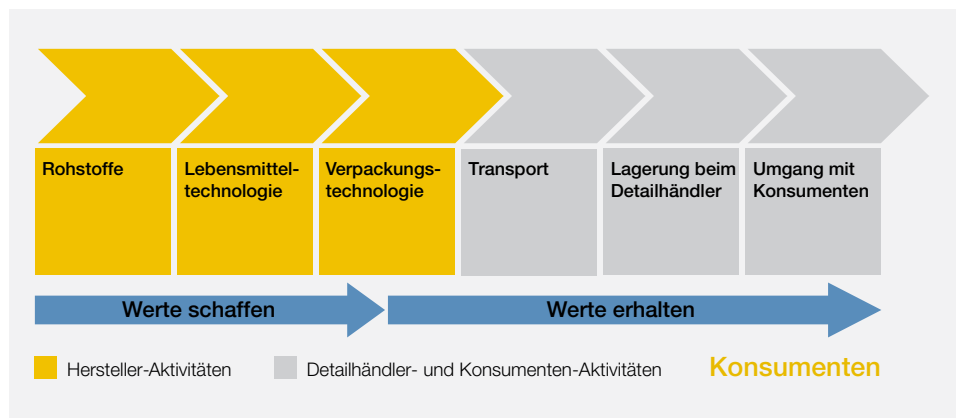 Rohstoffe
Lebensmittel-
technologie
Verpackungs-
technologie
Transport
Lagerung beim
Detailhändler
Umgang mit
Konsumenten
Werte schaffen
Werte erhalten
Hersteller-Aktivitäten
Detailhändler- und Konsumenten-Aktivitäten
Konsumenten